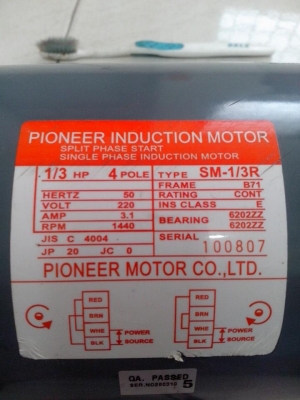 PIONEER INDUCTION MOTOR
SPLIT PHASE START
SINGLE PHASE INDUCTION MOTOR
1/3 HP 4 POLE TYPE SM-1/3R
HERTZ 50 FRAME B71
VOLT 220 RATING CONT
AMP 3.1 INS CLASS E
RPM 1440 BEARING 6202ZZ 6202ZZ
JIS C 4004 SERIAL 100807
JP 20 JC 0
PIONEER MOTOR CO.,LTD.
RED RED
BRN BRN
WHE POWER WHE POWER
BLK SOURCE BLK SOURCE
QA. PASSED
5